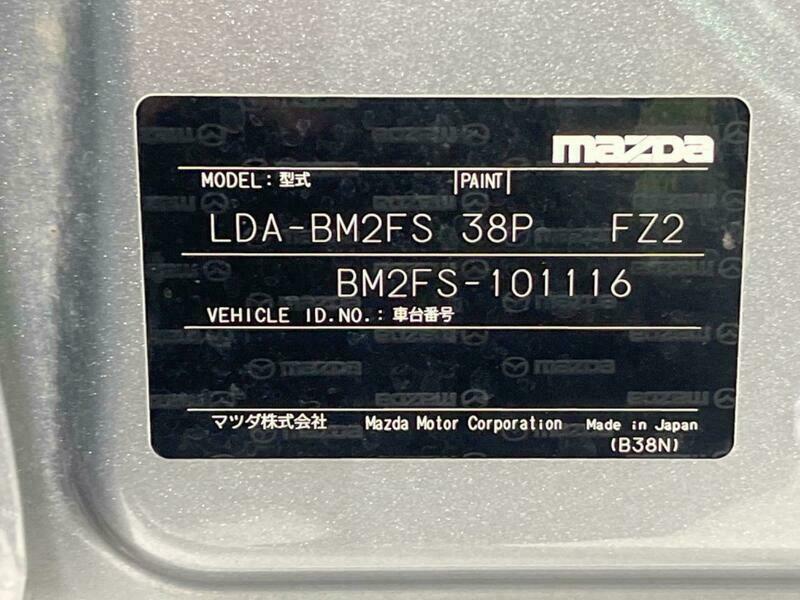 mazda
MODEL：型式 PAINT
LDA-BM2FS 38P FZ2
BM2FS-101116
VEHICLE ID.NO.：車台番号
マツダ株式会社 Mazda Motor Corporation Made in Japan
(B38N)